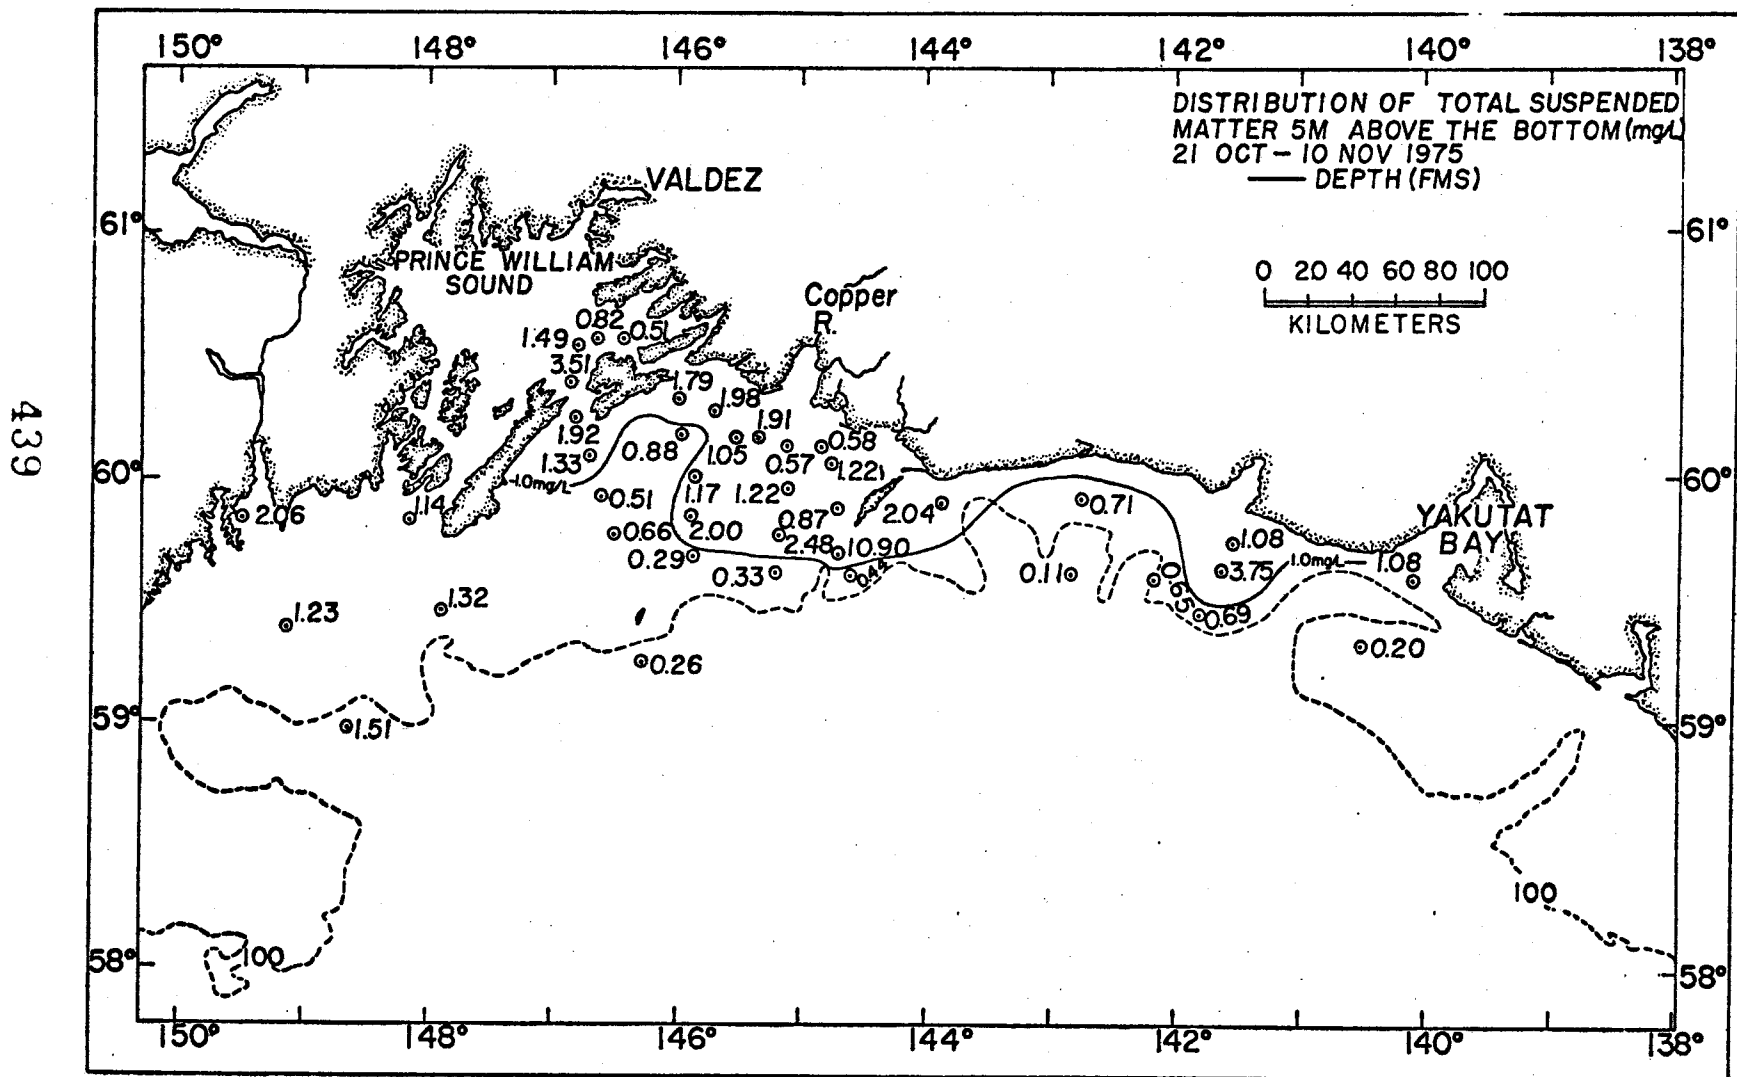 150° 148° 146° 144° 142° 140° 138°
DISTRIBUTION OF TOTAL SUSPENDED
MATTER 5M ABOVE THE BOTTOM (mg/L)
21 OCT – 10 NOV 1975
DEPTH (FMS)
VALDEZ
61° 61°
PRINCE WILLIAM
SOUND
0 20 40 60 80 100
KILOMETERS
Copper
R.
0.82
1.49 0.51
3.51
1.79
1.98
1.92 1.91
0.88 0.58
1.33 1.05 0.57
1.22
60° 60°
1.0mg/L
0.51 1.17 1.22
2.06 1.14 2.04 0.71
0.66 2.00 0.87
YAKUTAT
BAY
2.48 10.90 1.08
0.29
0.33 0.44 0.11 3.75 1.0mg/L 1.08
0.65
1.23 1.32 0.69
0.26 0.20
59° 59°
1.51
100
100
58° 58°
150° 148° 146° 144° 142° 140° 138°
439